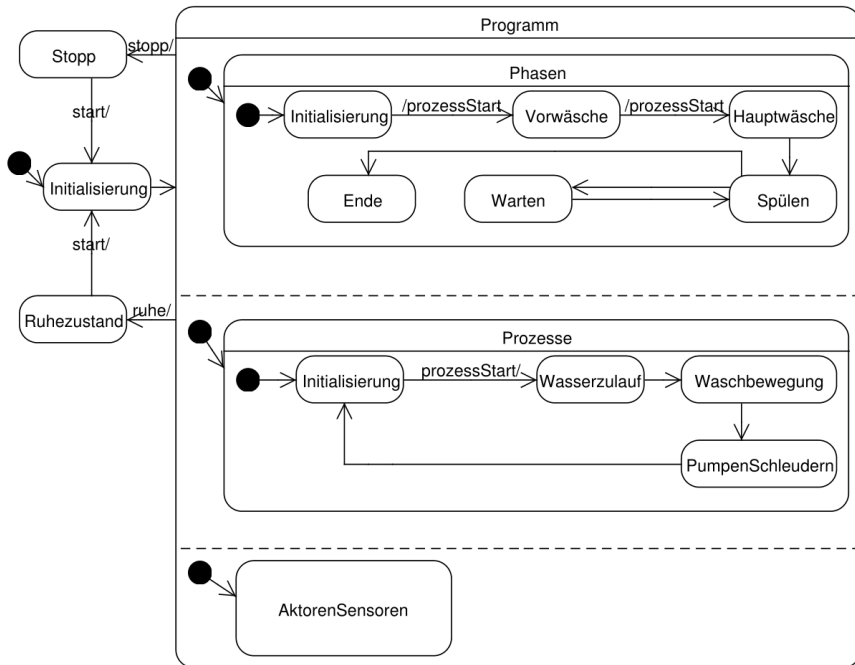 Programm
stopp/
Stopp
Phasen
start/
Initialisierung
/prozessStart
Vorwäsche
/prozessStart
Hauptwäsche
Initialisierung
Ende
Warten
Spülen
start/
Ruhezustand
ruhe/
Prozesse
Initialisierung
prozessStart/
Wasserzulauf
Waschbewegung
PumpenSchleudern
AktorenSensoren